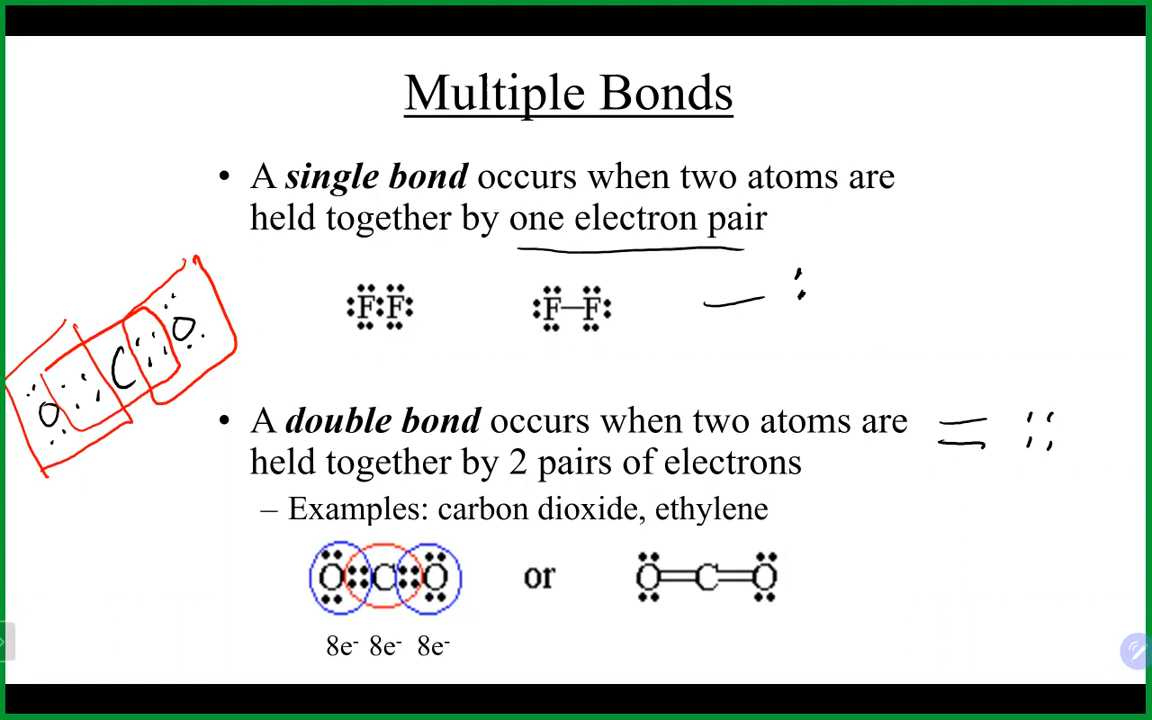 Multiple Bonds
• A single bond occurs when two atoms are
held together by one electron pair
:F:F: :F—F: — :
O :: C :: O
• A double bond occurs when two atoms are
held together by 2 pairs of electrons
= ::
– Examples: carbon dioxide, ethylene
O::C::O or O=C=O
8e- 8e- 8e-